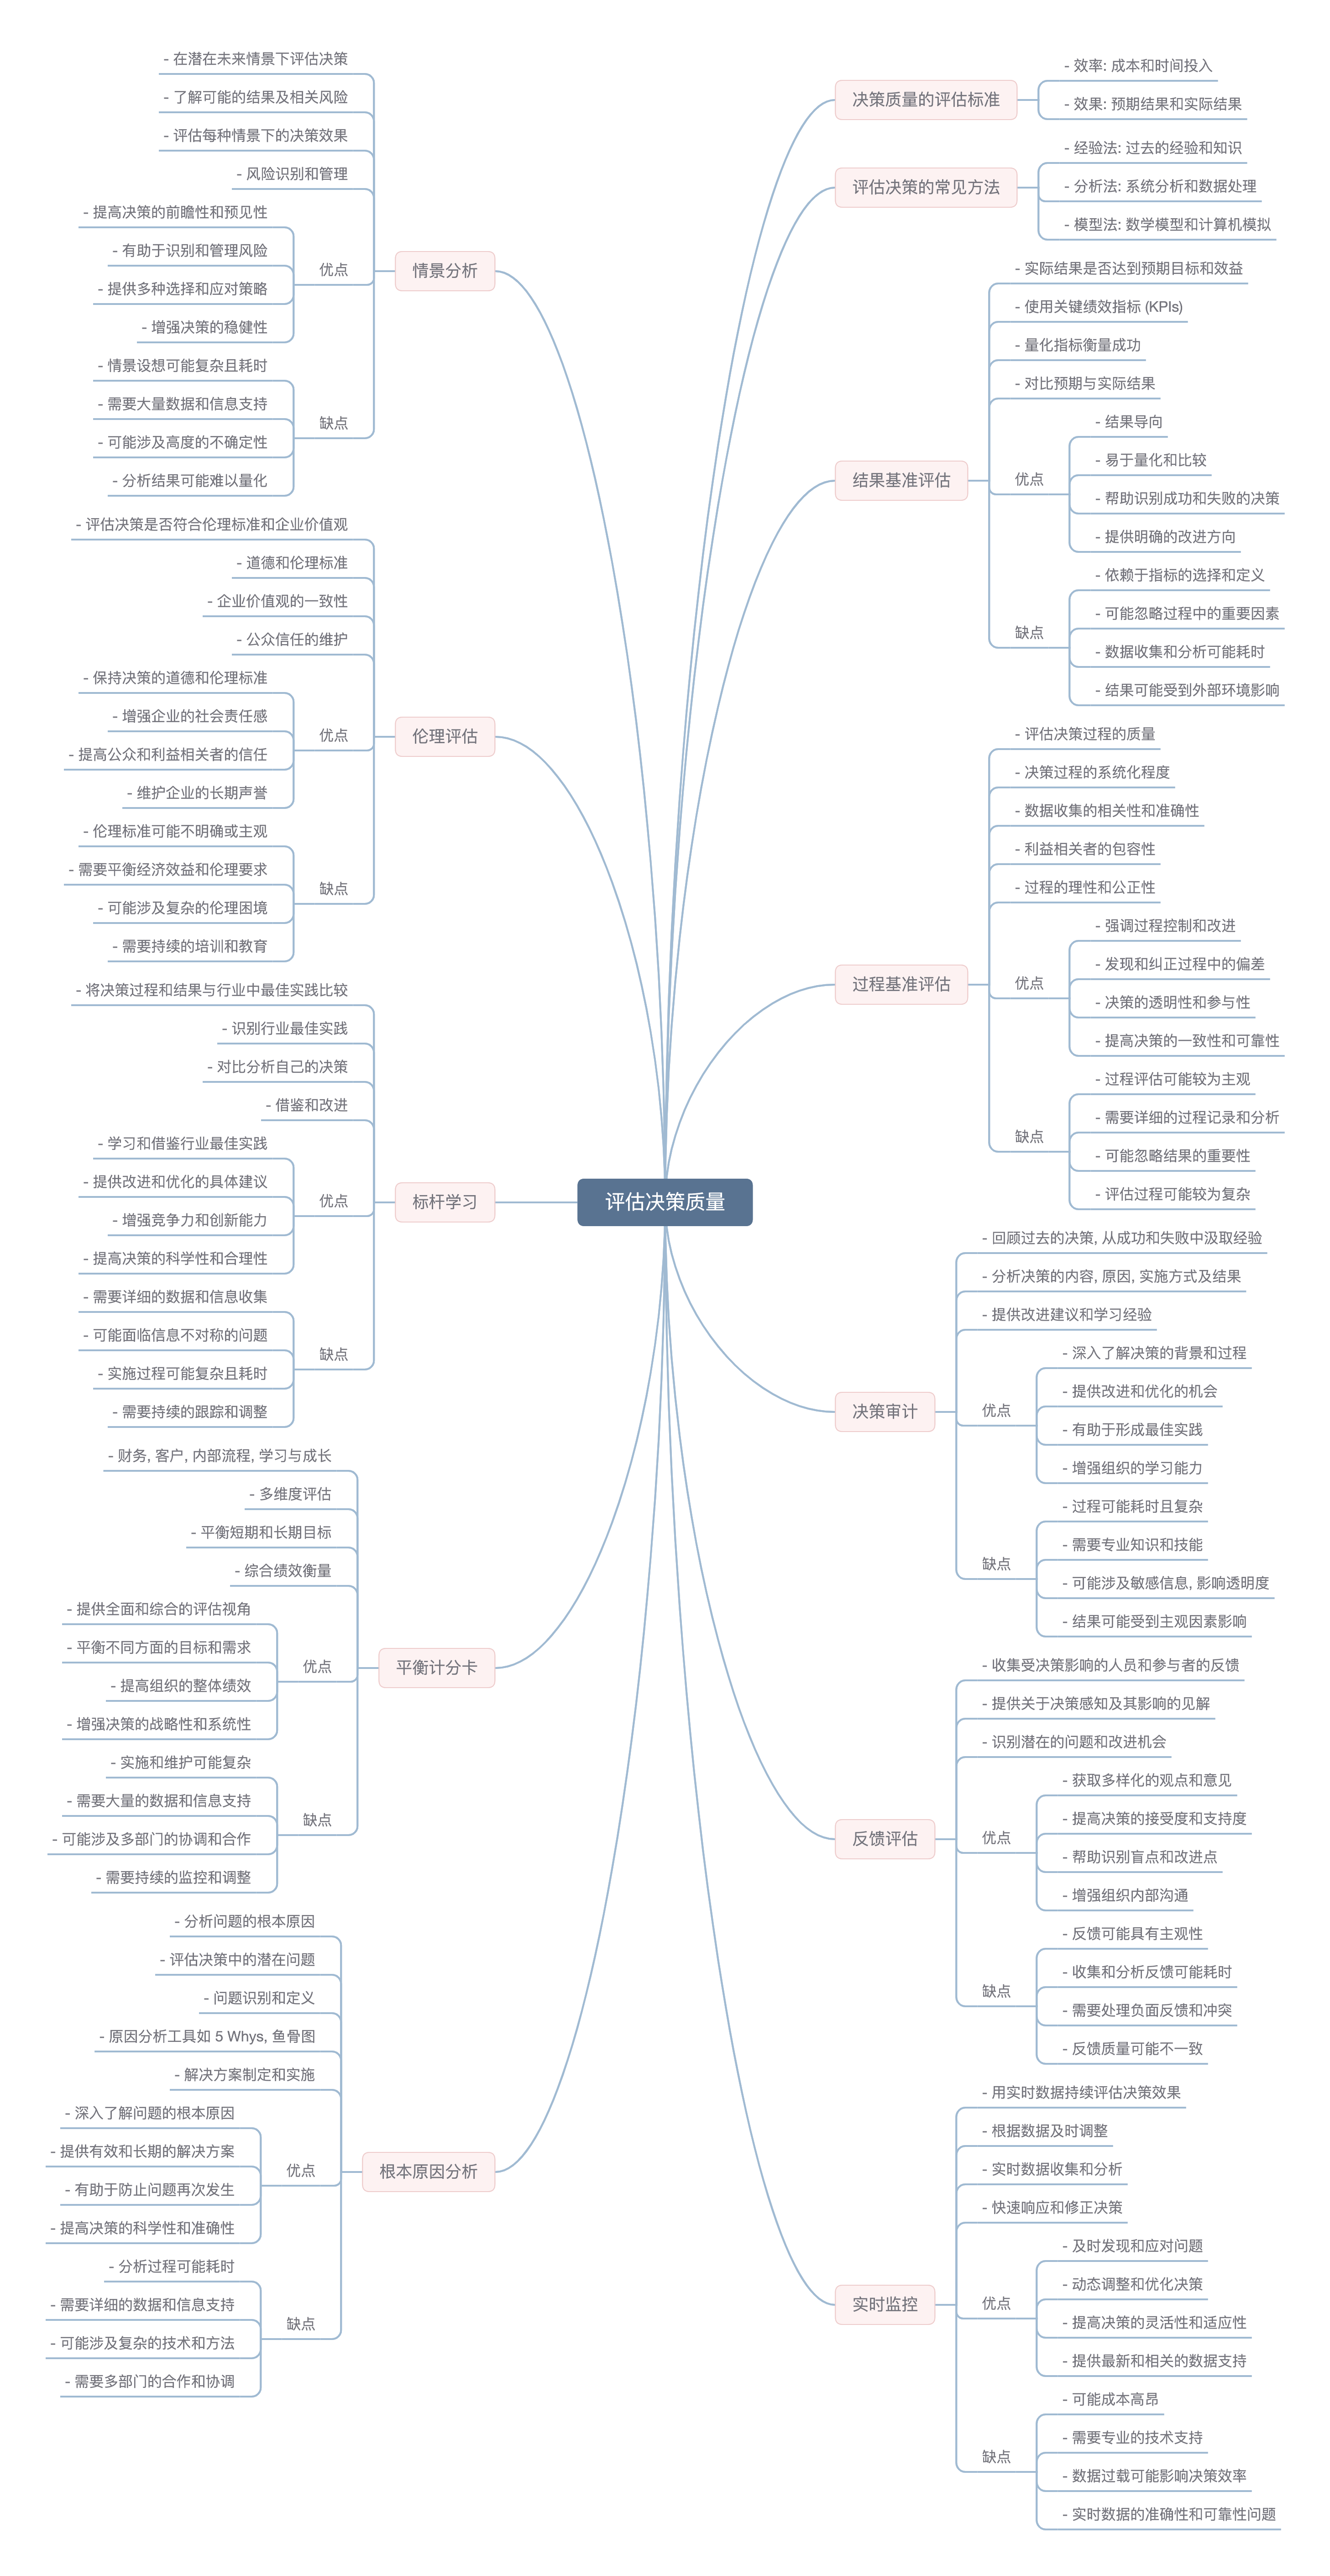 评估决策质量
决策质量的评估标准
- 效率: 成本和时间投入
- 效果: 预期结果和实际结果
评估决策的常见方法
- 经验法: 过去的经验和知识
- 分析法: 系统分析和数据处理
- 模型法: 数学模型和计算机模拟
结果基准评估
- 实际结果是否达到预期目标和效益
- 使用关键绩效指标 (KPIs)
- 量化指标衡量成功
- 对比预期与实际结果
优点
- 结果导向
- 易于量化和比较
- 帮助识别成功和失败的决策
- 提供明确的改进方向
缺点
- 依赖于指标的选择和定义
- 可能忽略过程中的重要因素
- 数据收集和分析可能耗时
- 结果可能受到外部环境影响
过程基准评估
- 评估决策过程的质量
- 决策过程的系统化程度
- 数据收集的相关性和准确性
- 利益相关者的包容性
- 过程的理性和公正性
优点
- 强调过程控制和改进
- 发现和纠正过程中的偏差
- 决策的透明性和参与性
- 提高决策的一致性和可靠性
缺点
- 过程评估可能较为主观
- 需要详细的过程记录和分析
- 可能忽略结果的重要性
- 评估过程可能较为复杂
决策审计
- 回顾过去的决策, 从成功和失败中汲取经验
- 分析决策的内容, 原因, 实施方式及结果
- 提供改进建议和学习经验
优点
- 深入了解决策的背景和过程
- 提供改进和优化的机会
- 有助于形成最佳实践
- 增强组织的学习能力
缺点
- 过程可能耗时且复杂
- 需要专业知识和技能
- 可能涉及敏感信息, 影响透明度
- 结果可能受到主观因素影响
反馈评估
- 收集受决策影响的人员和参与者的反馈
- 提供关于决策感知及其影响的见解
- 识别潜在的问题和改进机会
优点
- 获取多样化的观点和意见
- 提高决策的接受度和支持度
- 帮助识别盲点和改进点
- 增强组织内部沟通
缺点
- 反馈可能具有主观性
- 收集和分析反馈可能耗时
- 需要处理负面反馈和冲突
- 反馈质量可能不一致
实时监控
- 用实时数据持续评估决策效果
- 根据数据及时调整
- 实时数据收集和分析
- 快速响应和修正决策
优点
- 及时发现和应对问题
- 动态调整和优化决策
- 提高决策的灵活性和适应性
- 提供最新和相关的数据支持
缺点
- 可能成本高昂
- 需要专业的技术支持
- 数据过载可能影响决策效率
- 实时数据的准确性和可靠性问题
情景分析
- 在潜在未来情景下评估决策
- 了解可能的结果及相关风险
- 评估每种情景下的决策效果
- 风险识别和管理
优点
- 提高决策的前瞻性和预见性
- 有助于识别和管理风险
- 提供多种选择和应对策略
- 增强决策的稳健性
缺点
- 情景设想可能复杂且耗时
- 需要大量数据和信息支持
- 可能涉及高度的不确定性
- 分析结果可能难以量化
伦理评估
- 评估决策是否符合伦理标准和企业价值观
- 道德和伦理标准
- 企业价值观的一致性
- 公众信任的维护
优点
- 保持决策的道德和伦理标准
- 增强企业的社会责任感
- 提高公众和利益相关者的信任
- 维护企业的长期声誉
缺点
- 伦理标准可能不明确或主观
- 需要平衡经济效益和伦理要求
- 可能涉及复杂的伦理困境
- 需要持续的培训和教育
标杆学习
- 将决策过程和结果与行业中最佳实践比较
- 识别行业最佳实践
- 对比分析自己的决策
- 借鉴和改进
优点
- 学习和借鉴行业最佳实践
- 提供改进和优化的具体建议
- 增强竞争力和创新能力
- 提高决策的科学性和合理性
缺点
- 需要详细的数据和信息收集
- 可能面临信息不对称的问题
- 实施过程可能复杂且耗时
- 需要持续的跟踪和调整
平衡计分卡
- 财务, 客户, 内部流程, 学习与成长
- 多维度评估
- 平衡短期和长期目标
- 综合绩效衡量
优点
- 提供全面和综合的评估视角
- 平衡不同方面的目标和需求
- 提高组织的整体绩效
- 增强决策的战略性和系统性
缺点
- 实施和维护可能复杂
- 需要大量的数据和信息支持
- 可能涉及多部门的协调和合作
- 需要持续的监控和调整
根本原因分析
- 分析问题的根本原因
- 评估决策中的潜在问题
- 问题识别和定义
- 原因分析工具如 5 Whys, 鱼骨图
- 解决方案制定和实施
优点
- 深入了解问题的根本原因
- 提供有效和长期的解决方案
- 有助于防止问题再次发生
- 提高决策的科学性和准确性
缺点
- 分析过程可能耗时
- 需要详细的数据和信息支持
- 可能涉及复杂的技术和方法
- 需要多部门的合作和协调